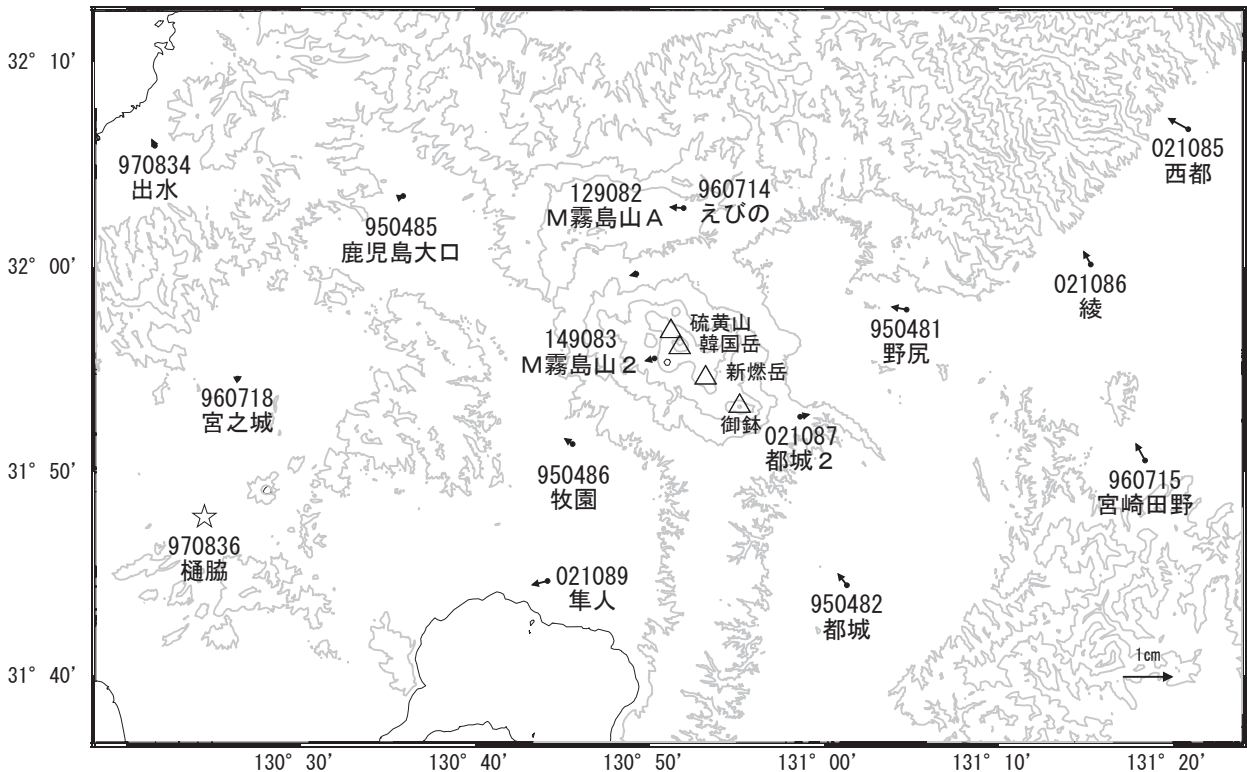 32° 10′
970834
出水
021085
西都
129082
M霧島山A
960714
えびの
950485
鹿児島大口
32° 00′
021086
綾
950481
野尻
硫黄山
韓国岳
149083
M霧島山2
新燃岳
960718
宮之城
御鉢
021087
都城2
31° 50′
950486
牧園
960715
宮崎田野
970836
樋脇
021089
隼人
950482
都城
31° 40′
1cm
130° 30′
130° 40′
130° 50′
131° 00′
131° 10′
131° 20′